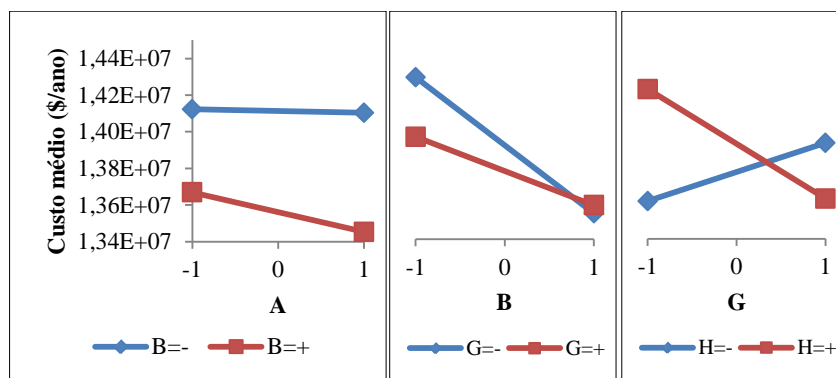 Custo médio ($/ano)
1,44E+07
1,42E+07
1,40E+07
1,38E+07
1,36E+07
1,34E+07
-1 0 1
A
B=- B=+
-1 0 1
B
G=- G=+
-1 0 1
G
H=- H=+